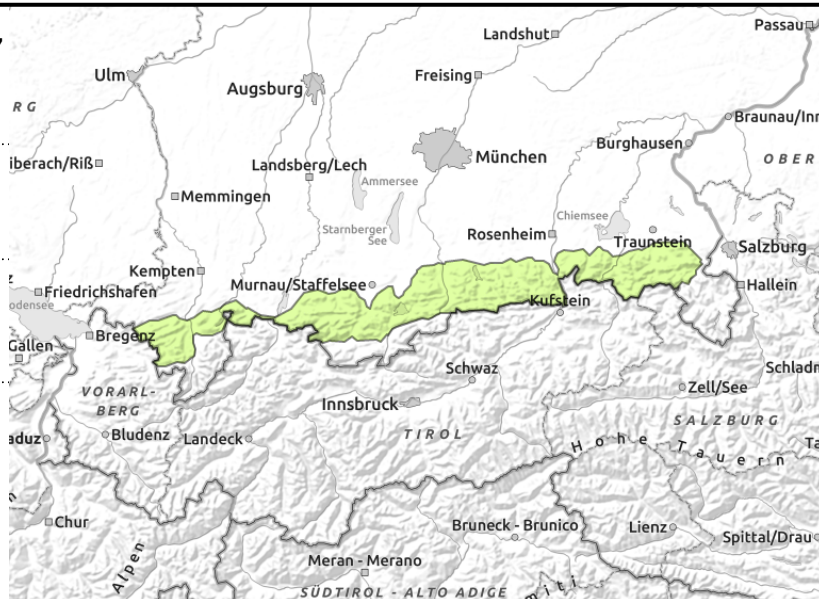 Passau
Landshut
Ulm
Freising
Augsburg
RG
Braunau/Inn
Burghausen
München
OBER
iberach/Riß
Landsberg/Lech
Ammersee
Memmingen
Chiemsee
Starnberger
See
Rosenheim
Traunstein
Salzburg
Kempten
Murnau/Staffelsee
Hallein
z
Friedrichshafen
odensee
Kufstein
Bregenz
Gallen
Schwaz
Schladm
Zell/See
VORARL-
BERG
Innsbruck
SALZBURG
TIROL
aduz
Bludenz
Landeck
Hohe Tauern
Ta
n
Chur
Bruneck - Brunico
Lienz
Spittal/Drau
Alpen
Meran - Merano
miti
SÜDTIROL - ALTO ADIGE